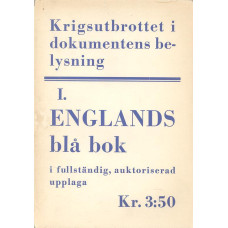 Krigsutbrottet i
dokumentens be-
lysning
I.
ENGLANDS
blå bok
i fullständig, auktoriserad
upplaga
Kr. 3:50